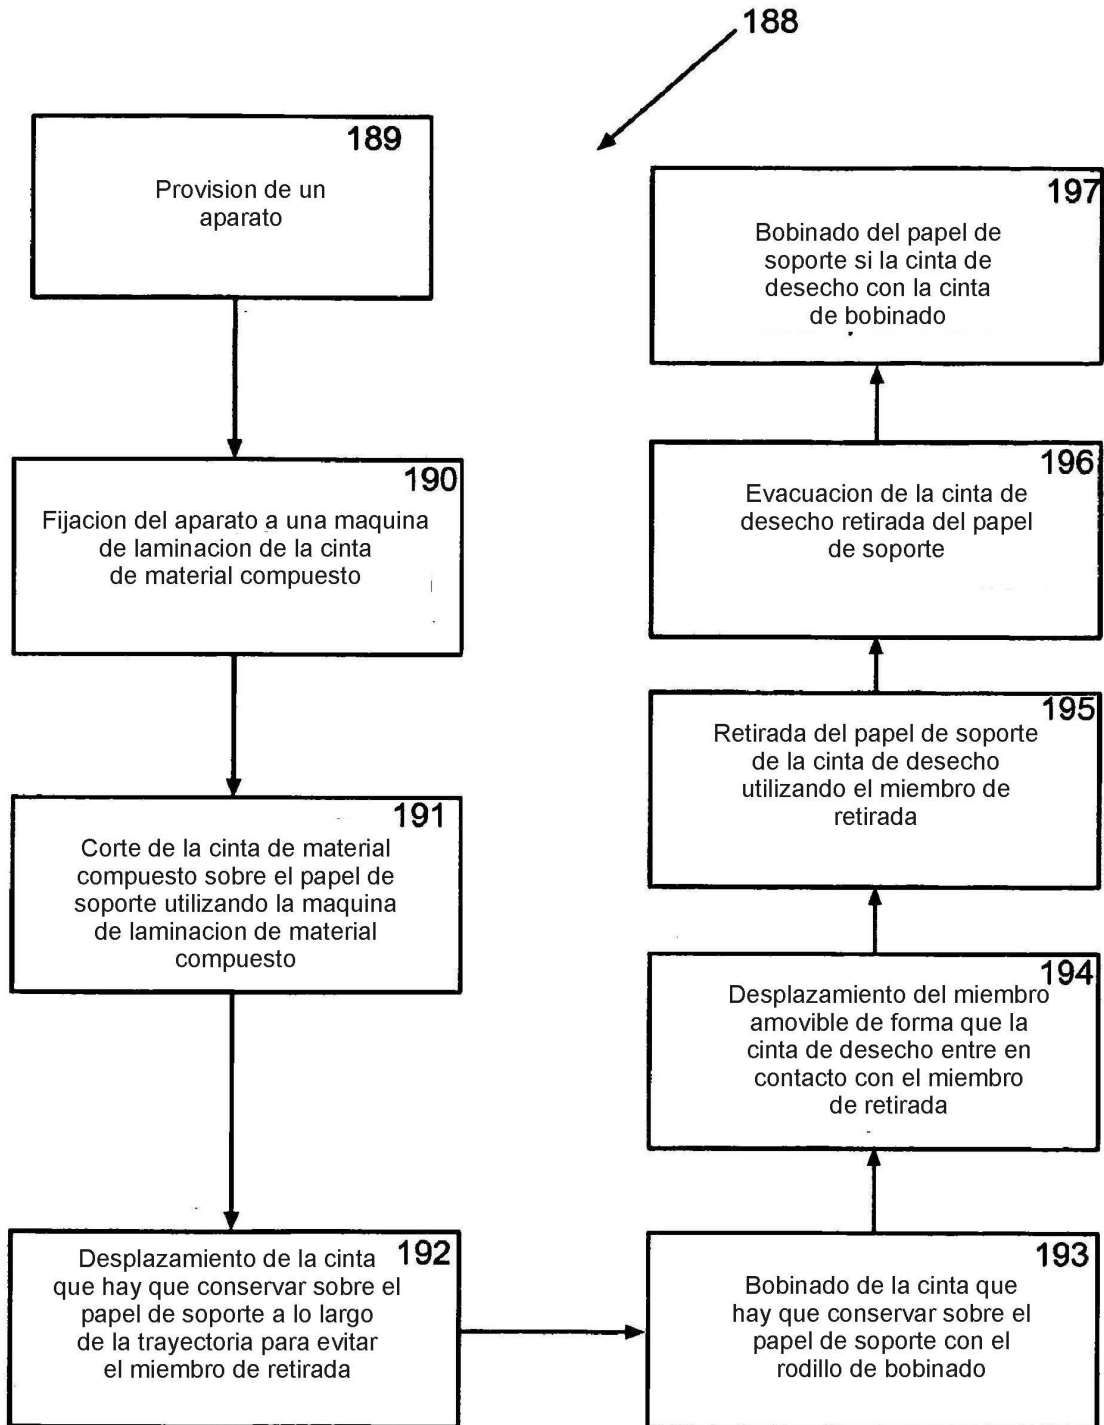 188
189
Provision de un
aparato
190
Fijacion del aparato a una maquina
de laminacion de la cinta
de material compuesto
191
Corte de la cinta de material
compuesto sobre el papel de
soporte utilizando la maquina
de laminacion de material
compuesto
192
Desplazamiento de la cinta
que hay que conservar sobre el
papel de soporte a lo largo
de la trayectoria para evitar
el miembro de retirada
193
Bobinado de la cinta que
hay que conservar sobre el
papel de soporte con el
rodillo de bobinado
194
Desplazamiento del miembro
amovible de forma que la
cinta de desecho entre en
contacto con el miembro
de retirada
195
Retirada del papel de soporte
de la cinta de desecho
utilizando el miembro de
retirada
196
Evacuacion de la cinta de
desecho retirada del papel
de soporte
197
Bobinado del papel de
soporte si la cinta de
desecho con la cinta
de bobinado